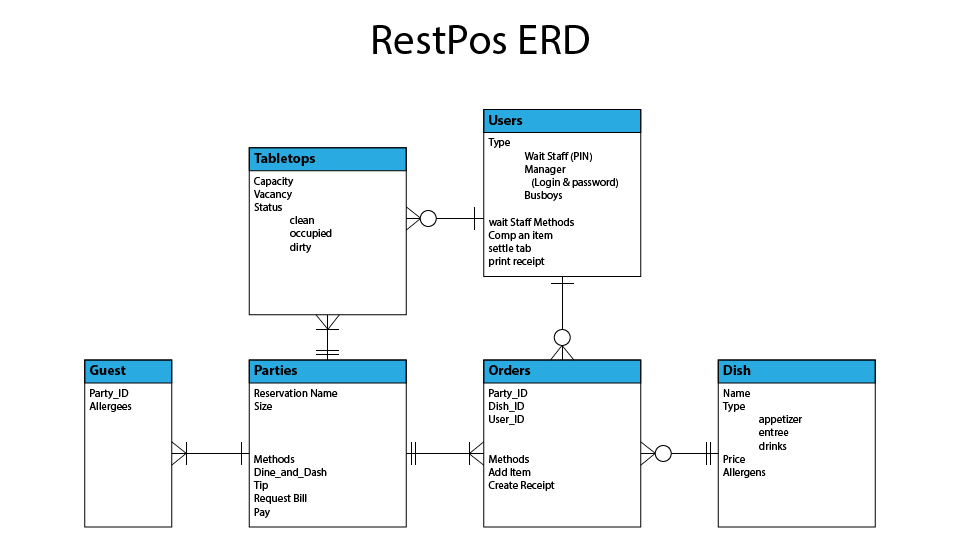 RestPos ERD
Users
Type
Wait Staff (PIN)
Manager
(Login & password)
Busboys
wait Staff Methods
Comp an item
settle tab
print receipt
Tabletops
Capacity
Vacancy
Status
clean
occupied
dirty
Guest
Party_ID
Allergees
Parties
Reservation Name
Size
Methods
Dine_and_Dash
Tip
Request Bill
Pay
Orders
Party_ID
Dish_ID
User_ID
Methods
Add Item
Create Receipt
Dish
Name
Type
appetizer
entree
drinks
Price
Allergens